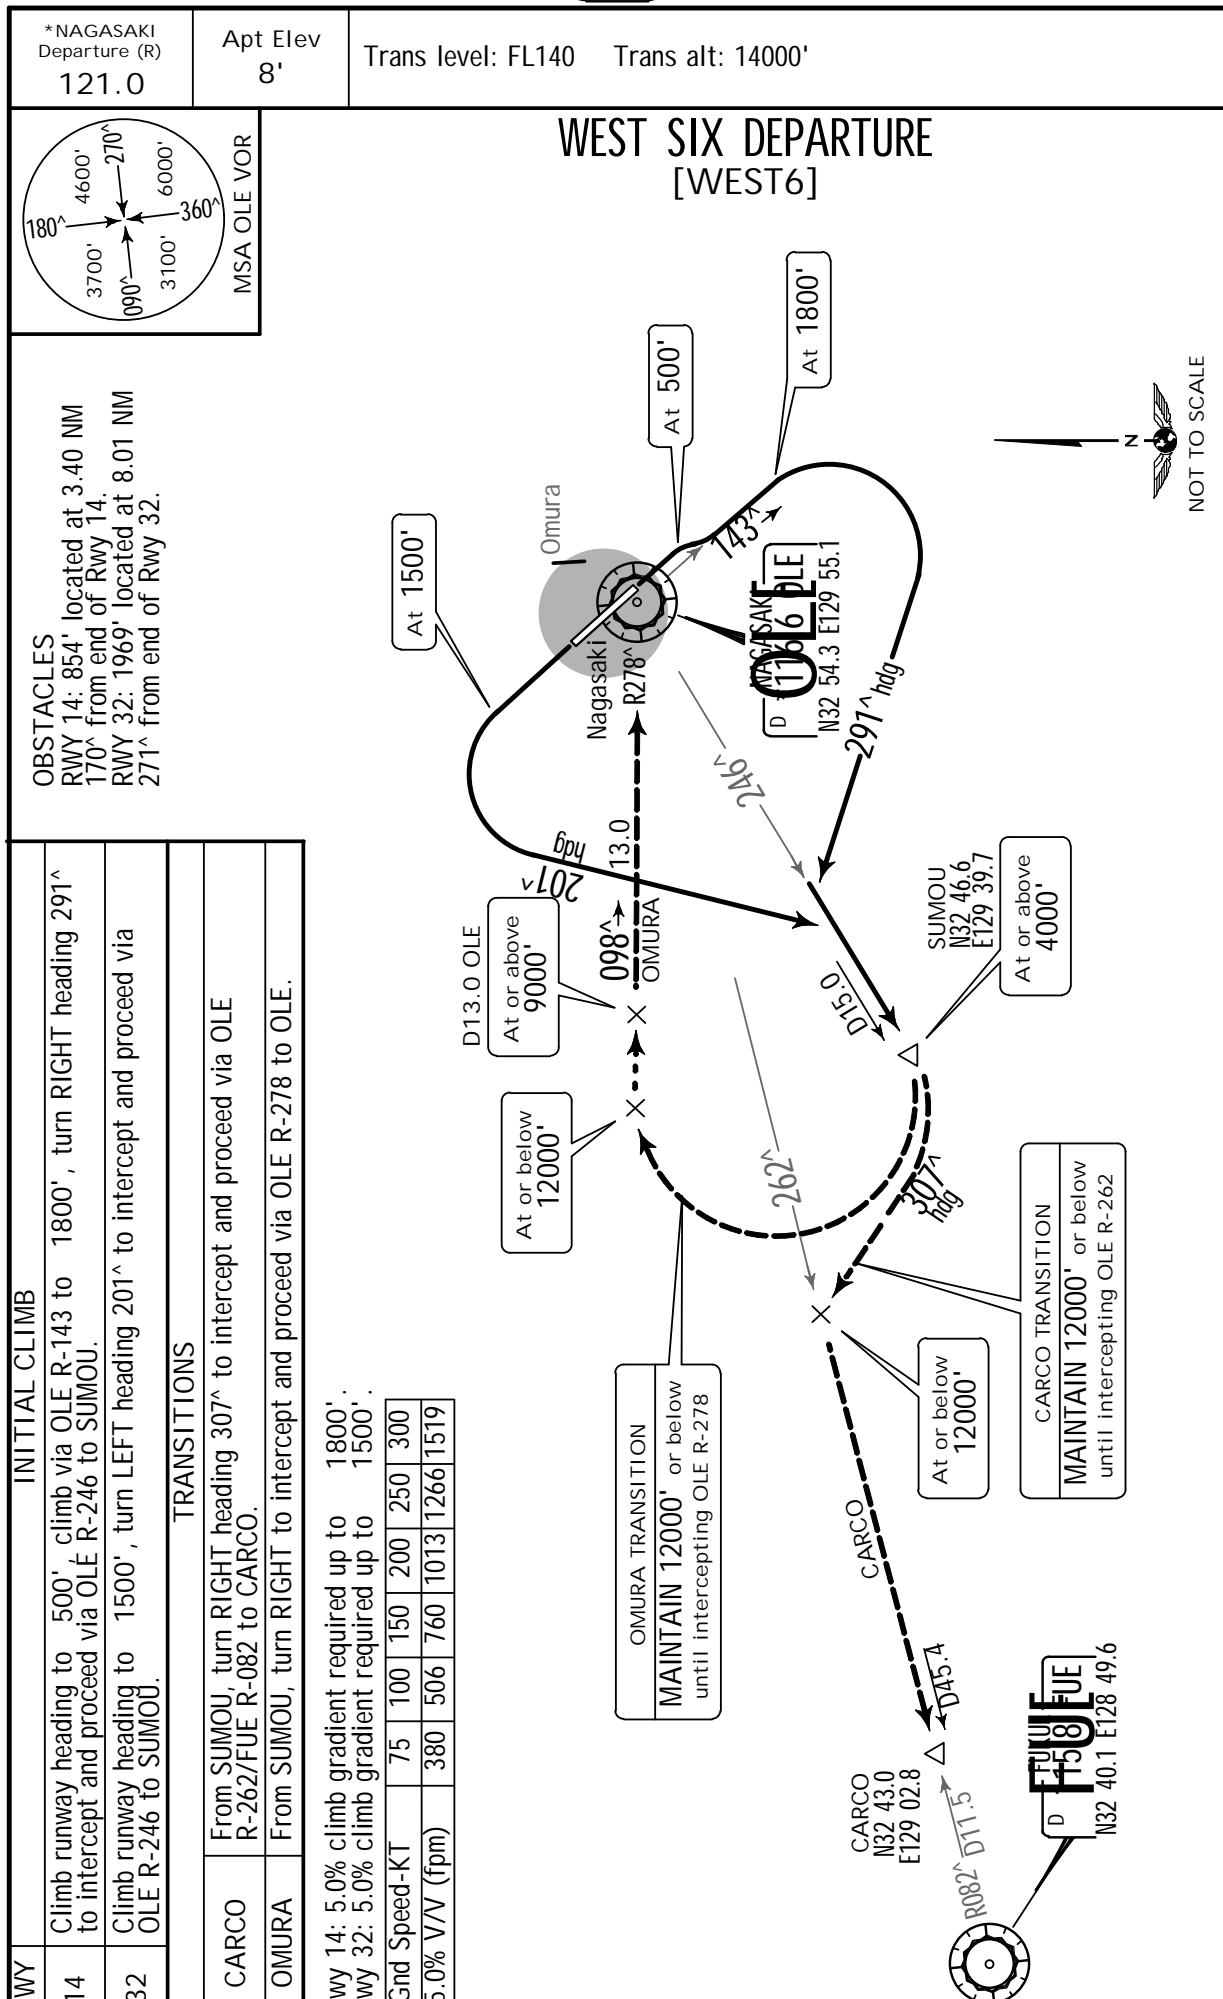 *NAGASAKI
Departure (R)
121.0
Apt Elev
8'
Trans level: FL140 Trans alt: 14000'
WEST SIX DEPARTURE
[WEST6]
180^
270^
360^
090^
4600'
6000'
3700'
3100'
MSA OLE VOR
OBSTACLES
RWY 14: 854' located at 3.40 NM
170^ from end of Rwy 14.
RWY 32: 1969' located at 8.01 NM
271^ from end of Rwy 32.
At 1500'
At 500'
At 1800'
Omura
Nagasaki
R278^
143^
NAGASAKI
D
OLE
N32 54.3 E129 55.1
291^ hdg
246^
201^
hdg
13.0
098^
OMURA
D13.0 OLE
At or above
9000'
At or below
12000'
D15.0
SUMOU
N32 46.6
E129 39.7
At or above
4000'
262^
307^
hdg
N
NOT TO SCALE
OMURA TRANSITION
MAINTAIN 12000' or below
until intercepting OLE R-278
CARCO TRANSITION
MAINTAIN 12000' or below
until intercepting OLE R-262
At or below
12000'
CARCO
D45.4
CARCO
N32 43.0
E129 02.8
R082^ D11.5
D
FUE
N32 40.1 E128 49.6
WY INITIAL CLIMB
14 Climb runway heading to 500', climb via OLE R-143 to 1800', turn RIGHT heading 291^
to intercept and proceed via OLE R-246 to SUMOU.
32 Climb runway heading to 1500', turn LEFT heading 201^ to intercept and proceed via
OLE R-246 to SUMOU.
TRANSITIONS
CARCO From SUMOU, turn RIGHT heading 307^ to intercept and proceed via OLE
R-262/FUE R-082 to CARCO.
OMURA From SUMOU, turn RIGHT to intercept and proceed via OLE R-278 to OLE.
wy 14: 5.0% climb gradient required up to 1800'.
wy 32: 5.0% climb gradient required up to 1500'.
Gnd Speed-KT 75 100 150 200 250 300
5.0% V/V (fpm) 380 506 760 1013 1266 1519